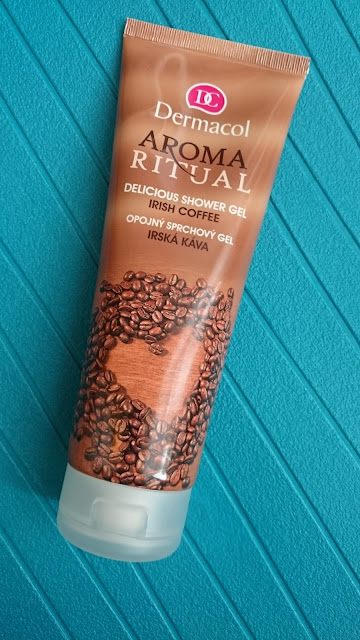 DC
Dermacol
AROMA
RITUAL
DELICIOUS SHOWER GEL
IRISH COFFEE
OPOJNÝ SPRCHOVÝ GEL
IRSKÁ KÁVA